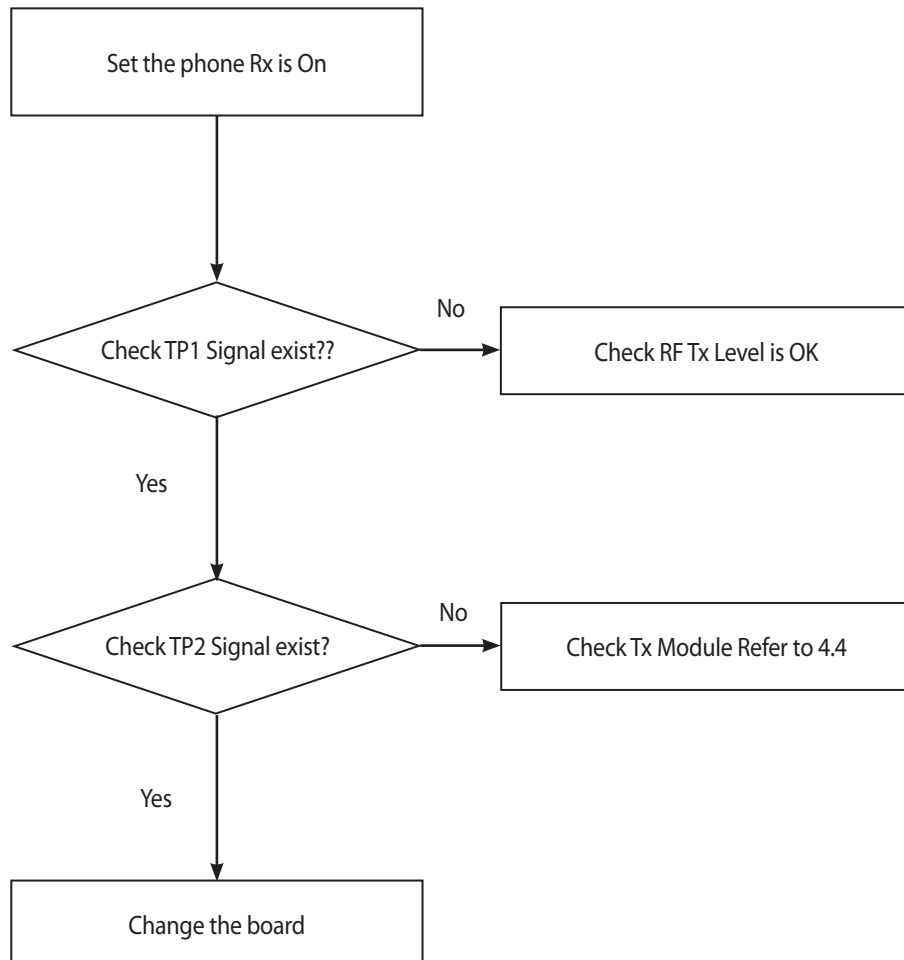 Set the phone Rx is On
Check TP1 Signal exist??
No
Check RF Tx Level is OK
Yes
Check TP2 Signal exist?
No
Check Tx Module Refer to 4.4
Yes
Change the board